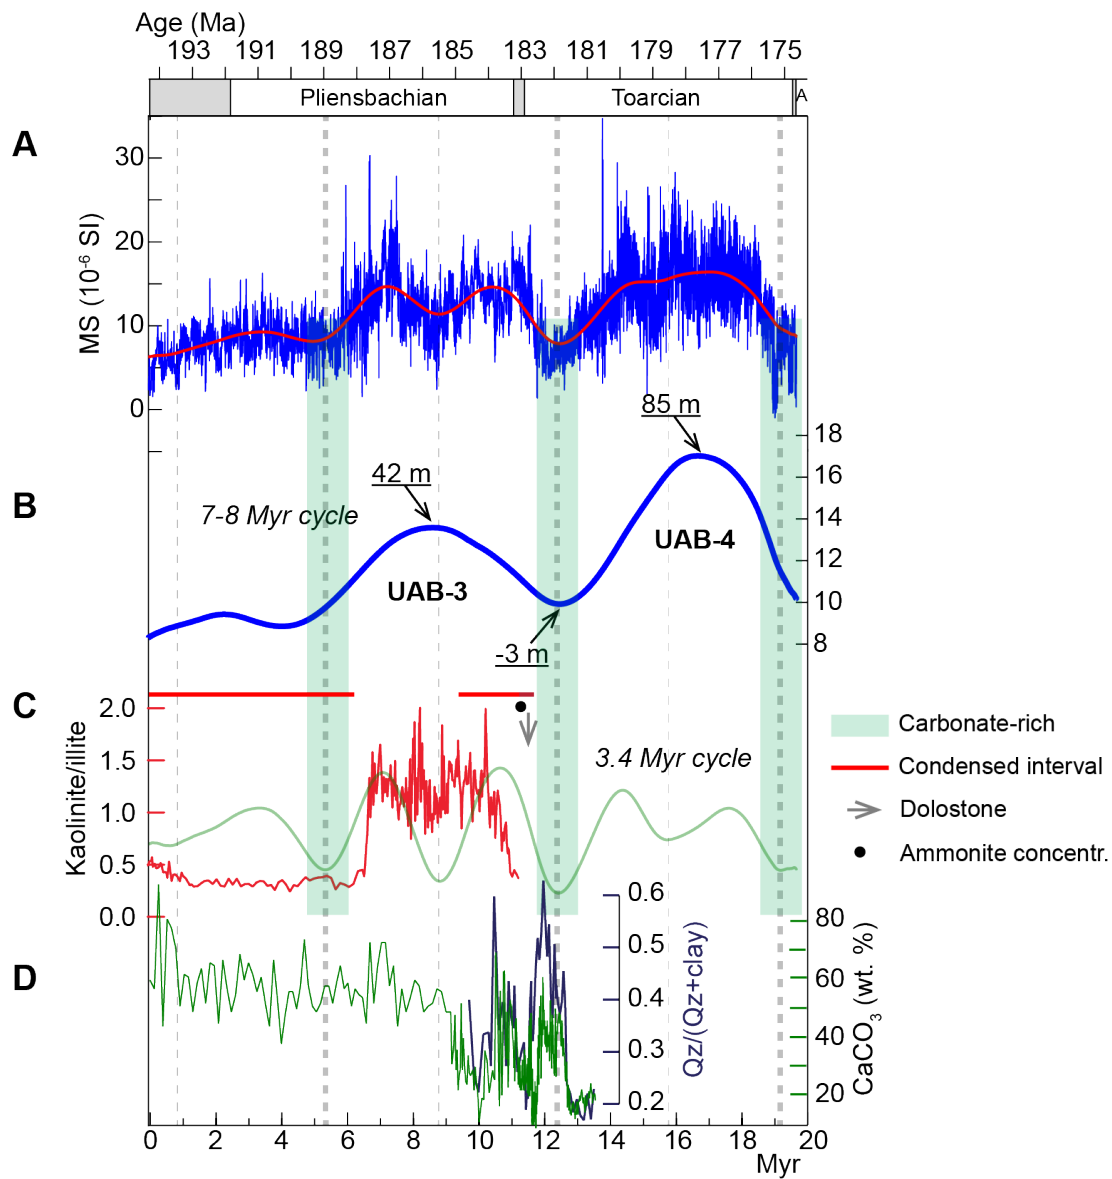 Age (Ma)
193 191 189 187 185 183 181 179 177 175
Pliensbachian Toarcian A
A
MS (10⁻⁶ SI)
30
20
10
0
85 m
18
16
14
12
10
8
B
42 m
7-8 Myr cycle
UAB-3
UAB-4
-3 m
C
Kaolinite/illite
2.0
1.5
1.0
0.5
0.0
3.4 Myr cycle
Carbonate-rich
Condensed interval
Dolostone
Ammonite concentr.
D
0.6
0.5
0.4
0.3
0.2
Qz/(Qz+clay)
80
60
40
20
CaCO₃ (wt. %)
0 2 4 6 8 10 12 14 16 18 20
Myr